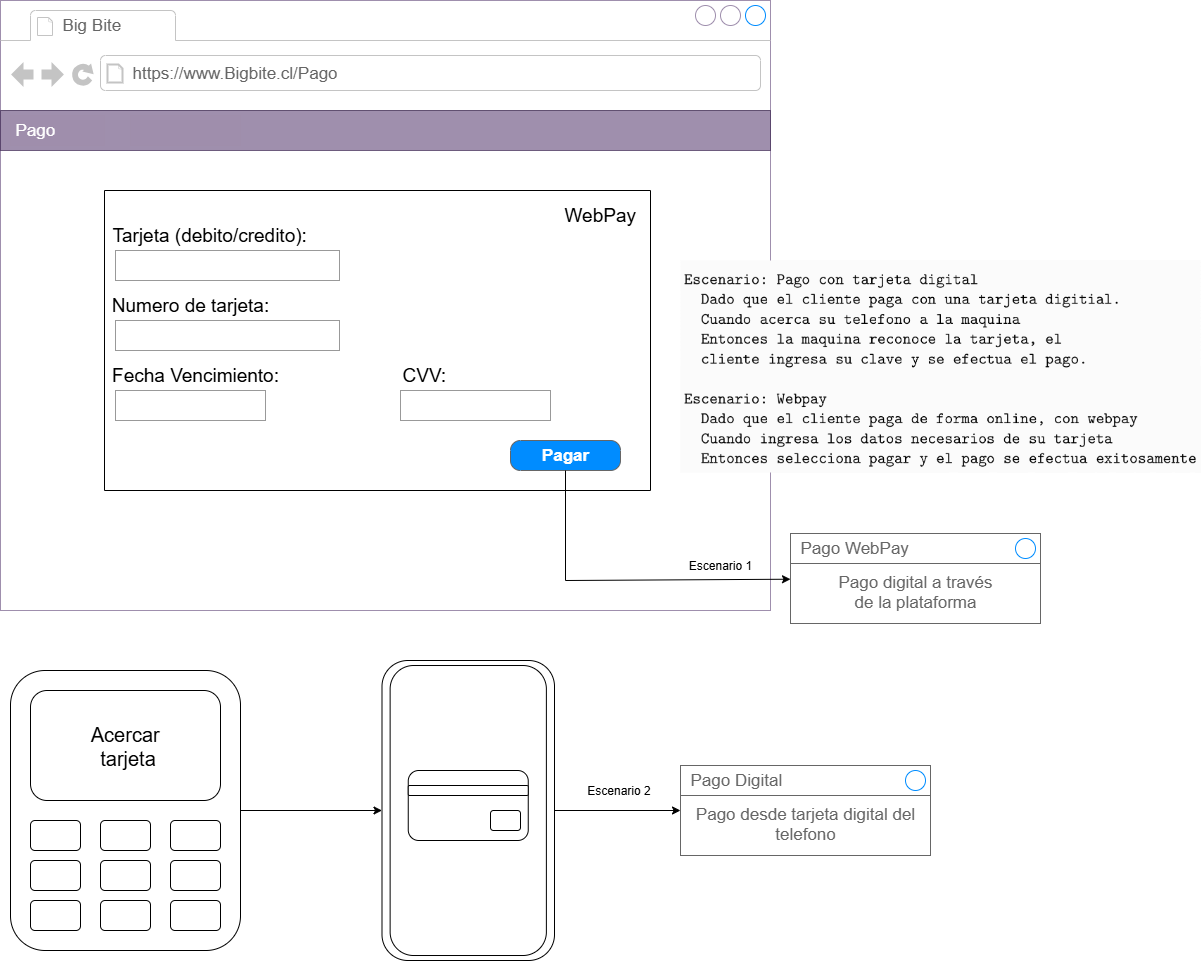 Big Bite
https://www.Bigbite.cl/Pago
Pago
WebPay
Tarjeta (debito/credito):
Numero de tarjeta:
Fecha Vencimiento:
CVV:
Pagar
Escenario: Pago con tarjeta digital
Dado que el cliente paga con una tarjeta digitial.
Cuando acerca su telefono a la maquina
Entonces la maquina reconoce la tarjeta, el
cliente ingresa su clave y se efectua el pago.
Escenario: Webpay
Dado que el cliente paga de forma online, con webpay
Cuando ingresa los datos necesarios de su tarjeta
Entonces selecciona pagar y el pago se efectua exitosamente
Escenario 1
Pago WebPay
Pago digital a través
de la plataforma
Acercar
tarjeta
Escenario 2
Pago Digital
Pago desde tarjeta digital del
telefono